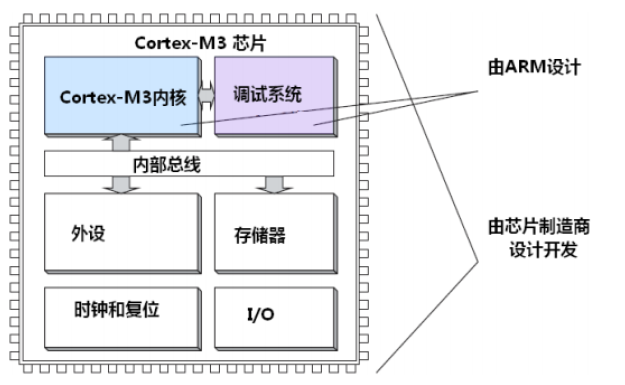 Cortex-M3 芯片
Cortex-M3内核
调试系统
由ARM设计
内部总线
外设
存储器
由芯片制造商
设计开发
时钟和复位
I/O